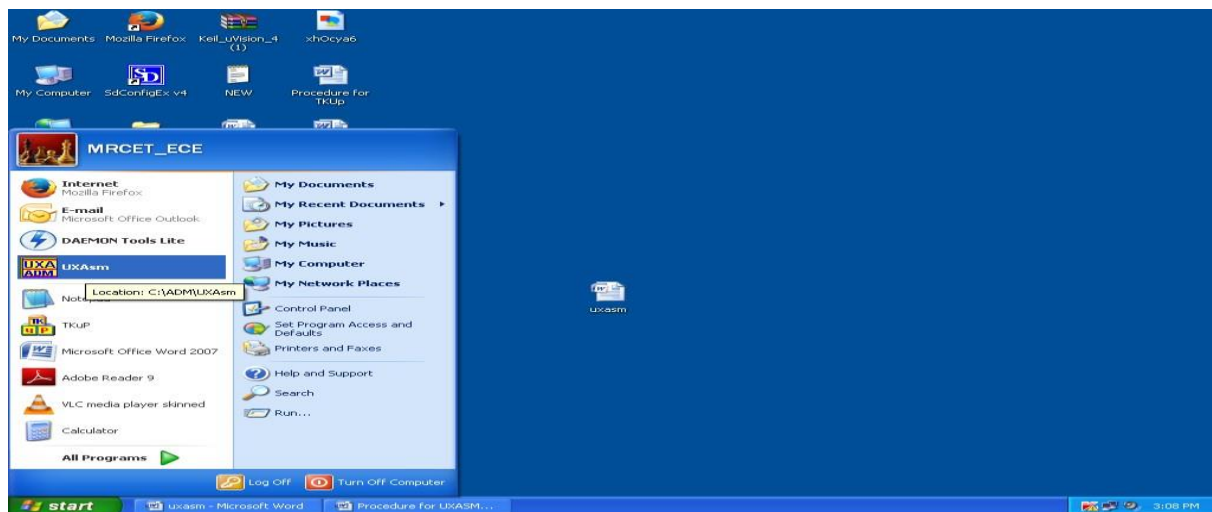 My Documents
Mozilla Firefox
Keil_uVision_4
(1)
xhOcya6
My Computer
SdConfigEx v4
NEW
Procedure for
TKUp
MRCET_ECE
Internet
Mozilla Firefox
E-mail
Microsoft Office Outlook
DAEMON Tools Lite
UXA
ADM
UXAsm
Location: C:\ADM\UXAsm
TKuP
Microsoft Office Word 2007
Adobe Reader 9
VLC media player skinned
Calculator
All Programs
My Documents
My Recent Documents
My Pictures
My Music
My Computer
My Network Places
Control Panel
Set Program Access and
Defaults
Printers and Faxes
Help and Support
Search
Run...
Log Off
Turn Off Computer
uxasm
start
uxasm - Microsoft Word
Procedure for UXASM...
3:08 PM